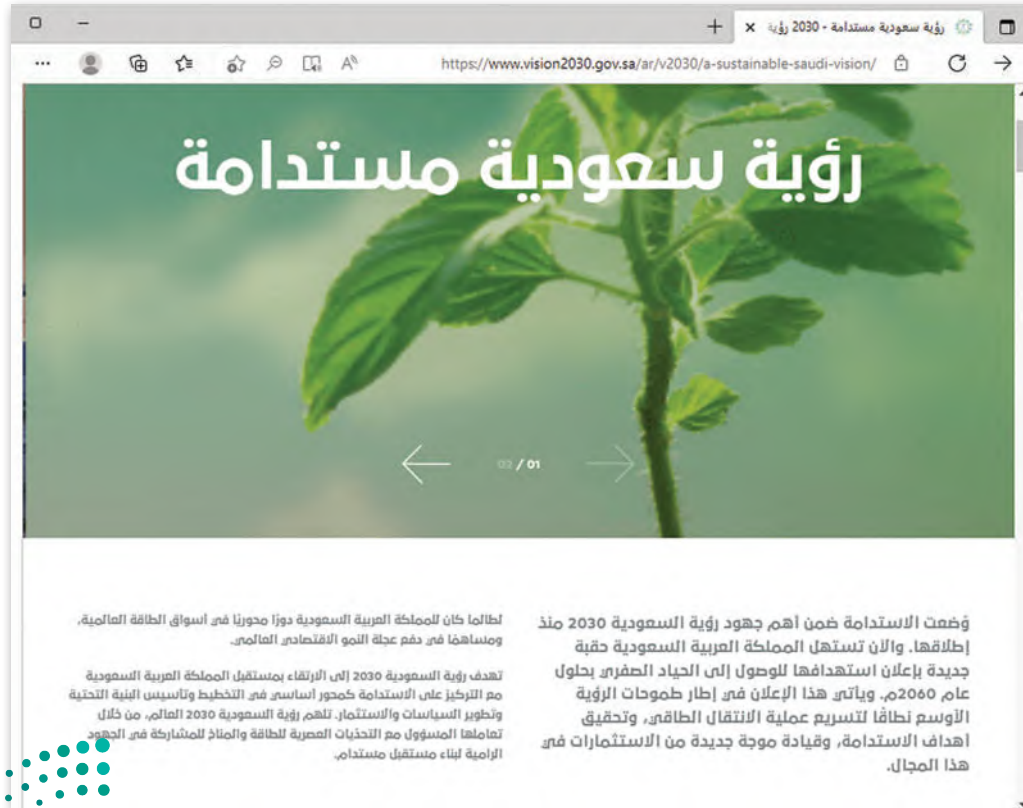 رؤية سعودية مستدامة - 2030 رؤية
https://www.vision2030.gov.sa/ar/v2030/a-sustainable-saudi-vision/
رؤية سعودية مستدامة
01 / 02
وُضعت الاستدامة ضمن أهم جهود رؤية السعودية 2030 منذ
إطلاقها. والآن تستهل المملكة العربية السعودية حقبة
جديدة بإعلان استهدافها للوصول إلى الحياد الصفري بحلول
عام 2060م. ويأتي هذا الإعلان في إطار طموحات الرؤية
الأوسع نطاقًا لتسريع عملية الانتقال الطاقي، وتحقيق
أهداف الاستدامة، وقيادة موجة جديدة من الاستثمارات في
هذا المجال.
لطالما كان للمملكة العربية السعودية دورًا محوريًا في أسواق الطاقة العالمية،
ومساهمًا في دفع عجلة النمو الاقتصادي العالمي.
تهدف رؤية السعودية 2030 إلى الارتقاء بمستقبل المملكة العربية السعودية
مع التركيز على الاستدامة كمحور أساسي في التخطيط وتأسيس البنية التحتية
وتطوير السياسات والاستثمار. تلهم رؤية السعودية 2030 العالم، من خلال
تعاملها المسؤول مع التحديات العصرية للطاقة والمناخ للمشاركة في الجهود
الرامية لبناء مستقبل مستدام.